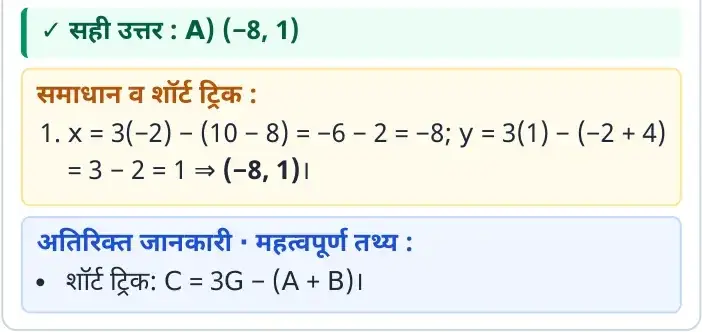 ✓ सही उत्तर : A) (−8, 1)
समाधान व शॉर्ट ट्रिक :
1. x = 3(−2) − (10 − 8) = −6 − 2 = −8; y = 3(1) − (−2 + 4)
= 3 − 2 = 1 ⇒ (−8, 1)।
अतिरिक्त जानकारी · महत्वपूर्ण तथ्य :
• शॉर्ट ट्रिक: C = 3G − (A + B)।